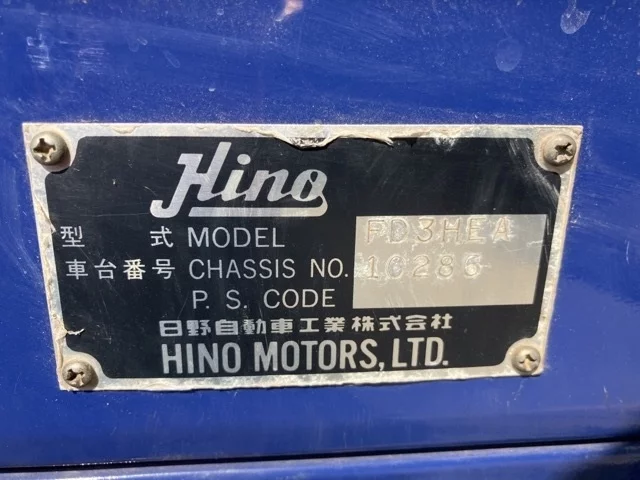 Hino
型 式 MODEL FD3HEA
車台番号 CHASSIS NO. 16286
P. S. CODE
日野自動車工業株式会社
HINO MOTORS, LTD.